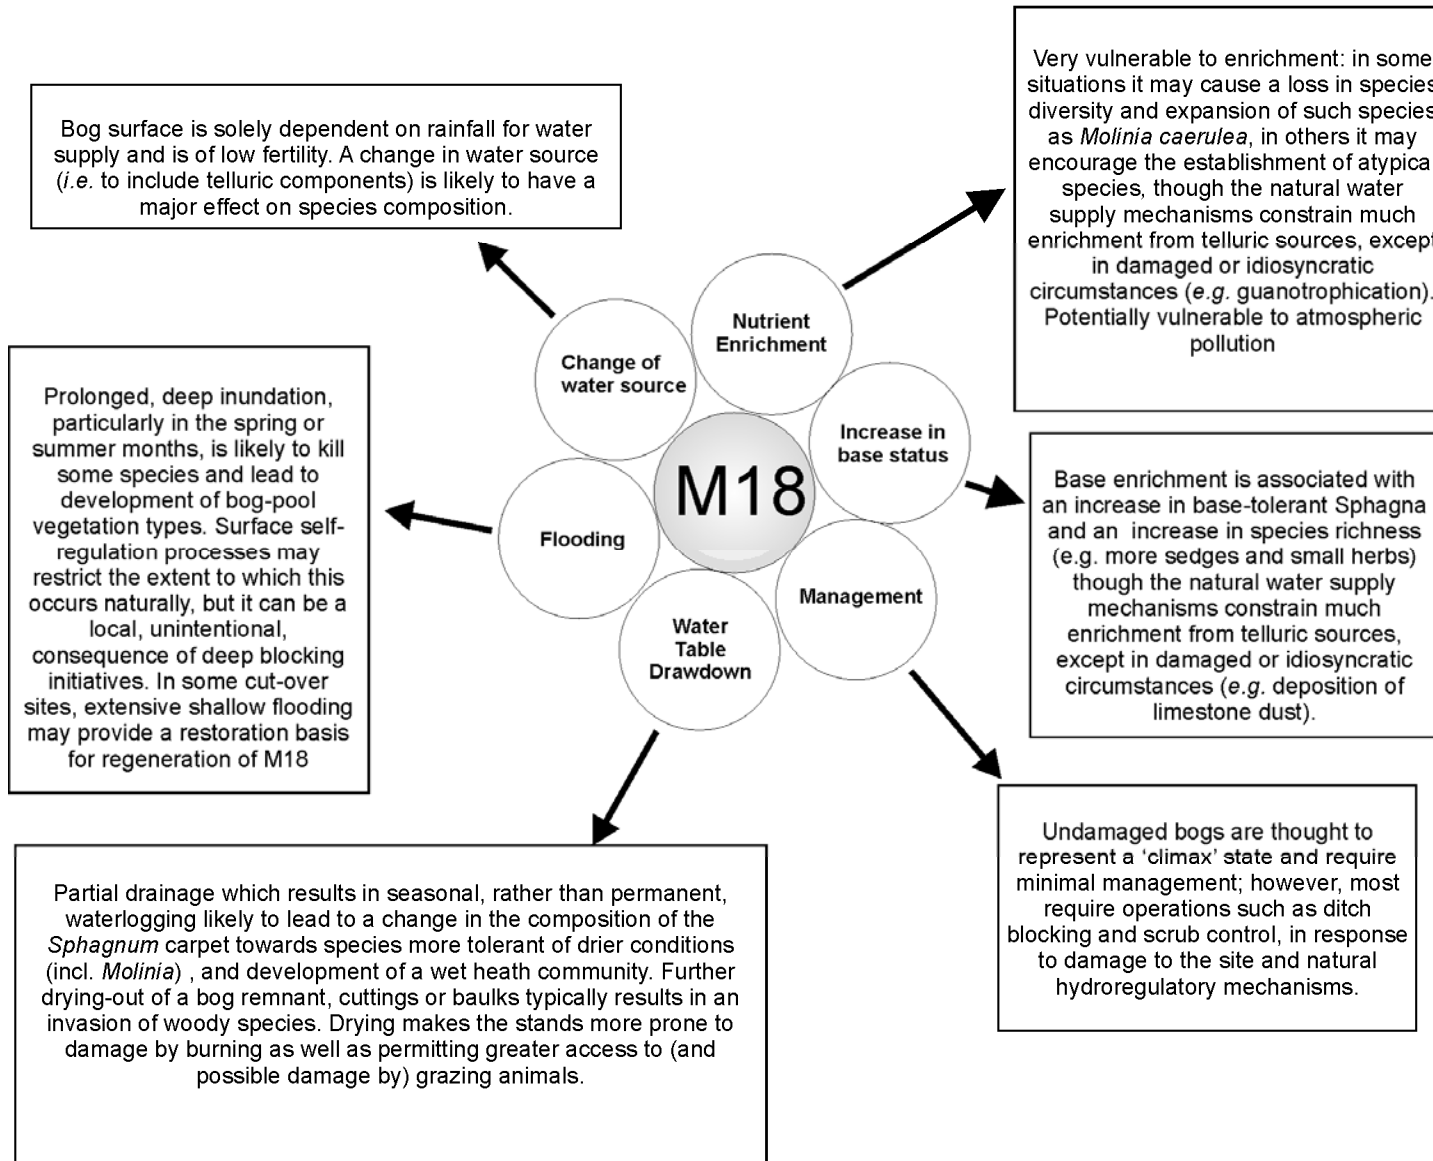 Very vulnerable to enrichment: in some
situations it may cause a loss in species
diversity and expansion of such species
as Molinia caerulea, in others it may
encourage the establishment of atypica
species, though the natural water
supply mechanisms constrain much
enrichment from telluric sources, except
in damaged or idiosyncratic
circumstances (e.g. guanotrophication).
Potentially vulnerable to atmospheric
pollution
Bog surface is solely dependent on rainfall for water
supply and is of low fertility. A change in water source
(i.e. to include telluric components) is likely to have a
major effect on species composition.
Nutrient
Enrichment
Change of
water source
Increase in
base status
M18
Flooding
Management
Water
Table
Drawdown
Prolonged, deep inundation,
particularly in the spring or
summer months, is likely to kill
some species and lead to
development of bog-pool
vegetation types. Surface self-
regulation processes may
restrict the extent to which this
occurs naturally, but it can be a
local, unintentional,
consequence of deep blocking
initiatives. In some cut-over
sites, extensive shallow flooding
may provide a restoration basis
for regeneration of M18
Base enrichment is associated with
an increase in base-tolerant Sphagna
and an increase in species richness
(e.g. more sedges and small herbs)
though the natural water supply
mechanisms constrain much
enrichment from telluric sources,
except in damaged or idiosyncratic
circumstances (e.g. deposition of
limestone dust).
Undamaged bogs are thought to
represent a ‘climax’ state and require
minimal management; however, most
require operations such as ditch
blocking and scrub control, in response
to damage to the site and natural
hydroregulatory mechanisms.
Partial drainage which results in seasonal, rather than permanent,
waterlogging likely to lead to a change in the composition of the
Sphagnum carpet towards species more tolerant of drier conditions
(incl. Molinia) , and development of a wet heath community. Further
drying-out of a bog remnant, cuttings or baulks typically results in an
invasion of woody species. Drying makes the stands more prone to
damage by burning as well as permitting greater access to (and
possible damage by) grazing animals.